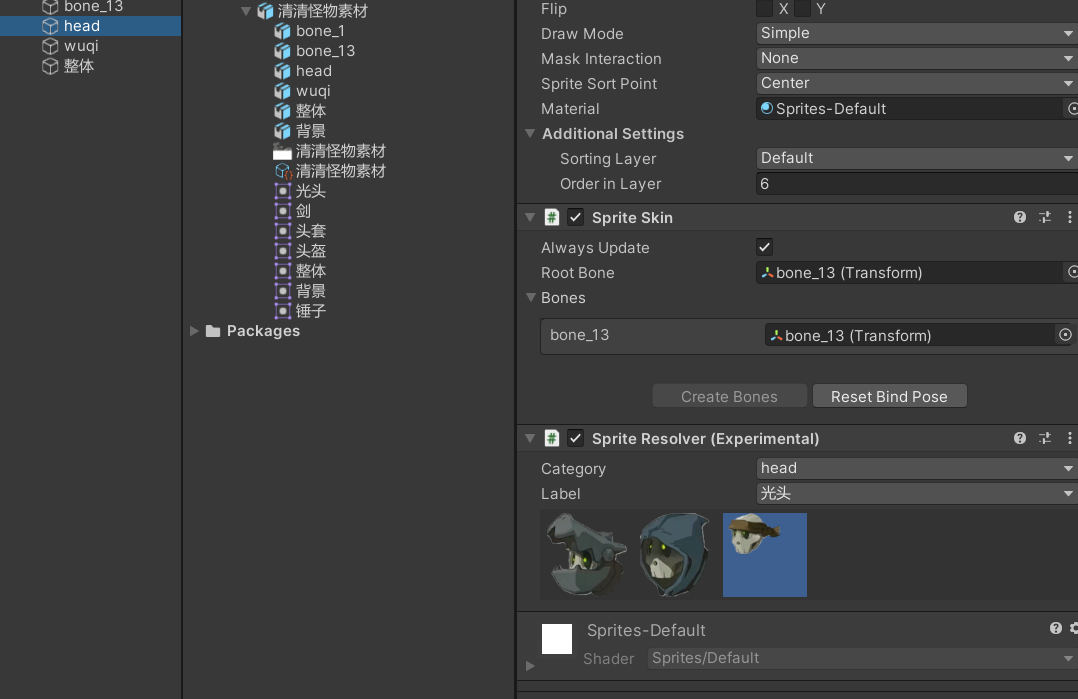 bone_13
head
wuqi
整体
清清怪物素材
bone_1
bone_13
head
wuqi
整体
背景
清清怪物素材
清清怪物素材
光头
剑
头套
头盔
整体
背景
锤子
Packages
Flip X Y
Draw Mode Simple
Mask Interaction None
Sprite Sort Point Center
Material Sprites-Default
Additional Settings
Sorting Layer Default
Order in Layer 6
Sprite Skin
Always Update
Root Bone bone_13 (Transform)
Bones
bone_13 bone_13 (Transform)
Create Bones Reset Bind Pose
Sprite Resolver (Experimental)
Category head
Label 光头
Sprites-Default
Shader Sprites/Default